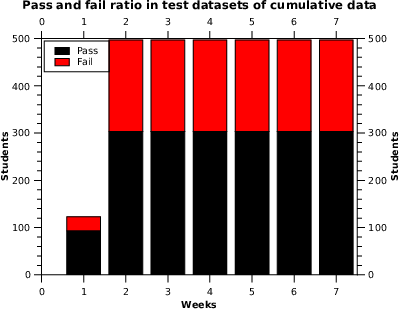 Pass and fail ratio in test datasets of cumulative data
0 1 2 3 4 5 6 7
Pass
Fail
500 500
400 400
300 300
200 200
100 100
0 0
Students
Students
0 1 2 3 4 5 6 7
Weeks